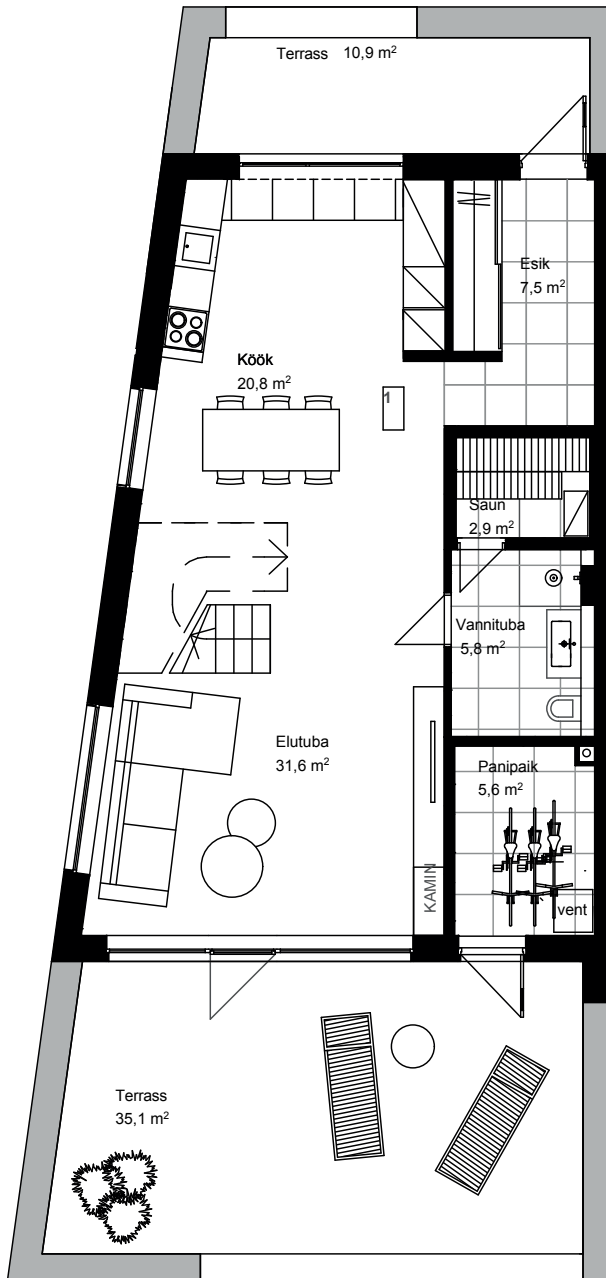 Terrass 10,9 m²
Esik
7,5 m²
Köök
20,8 m²
1
Saun
2,9 m²
Vannituba
5,8 m²
Elutuba
31,6 m²
Panipaik
5,6 m²
KAMIN
vent
Terrass
35,1 m²